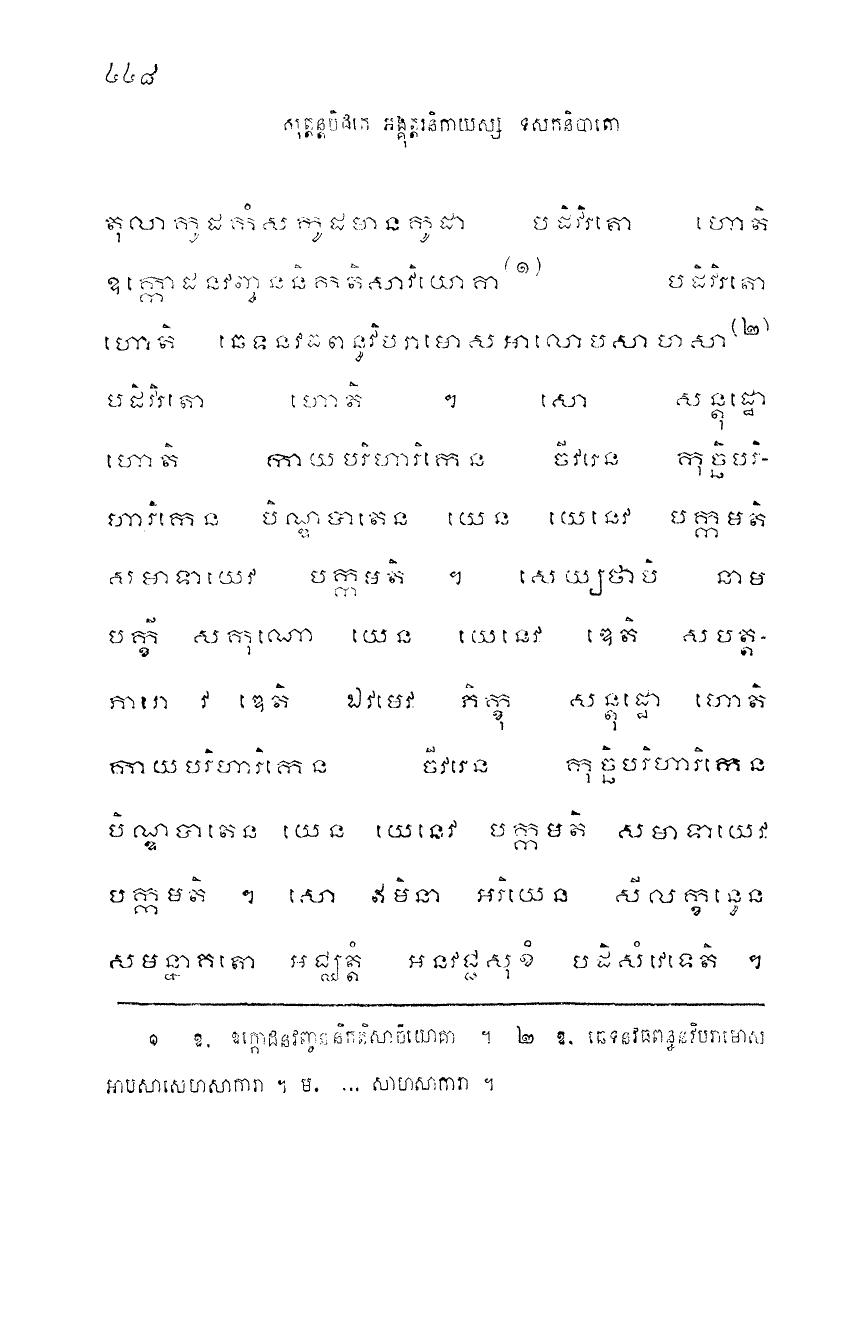 ៤៤៨
សុត្តន្តបិដកេ អង្គុត្តរនិកាយស្ស ទសកនិបាតោ
តុលាកូដកំសកូដមានកូដា បដិវិរតោ ហោតិ
ឧក្កោដនវញ្ចននិកតិសាវិយោគា(១) បដិវិរតោ
ហោតិ ឆេទនវធពន្ធវិបរាមោសអាលោបសាហសា(២)
បដិវិរតោ ហោតិ ។ សោ សន្តុដ្ឋោ
ហោតិ កាយបរិហារិកេន ចីវរេន កុច្ឆិបរិ-
ហារិកេន បិណ្ឌបាតេន យេន យេនេវ បក្កមតិ
សមាទាយេវ បក្កមតិ ។ សេយ្យថាបិ នាម
បក្ខី សកុណោ យេន យេនេវ ឌេតិ សបត្ត-
ភារោ វ ឌេតិ ឯវមេវ ភិក្ខុ សន្តុដ្ឋោ ហោតិ
កាយបរិហារិកេន ចីវរេន កុច្ឆិបរិហារិកេន
បិណ្ឌបាតេន យេន យេនេវ បក្កមតិ សមាទាយេវ
បក្កមតិ ។ សោ ឥមិនា អរិយេន សីលក្ខន្ធេន
សមន្នាគតោ អជ្ឈត្តំ អនវជ្ជសុខំ បដិសំវេទេតិ ។
១ ឱ. ឧក្កោដនវញ្ចននិកតិសាចិយោគា ។ ២ ឱ. ឆេទនវធពន្ធនវិបរាមោស
អាបសាសេហសាការា ។ ម. ... សាហសាការា ។